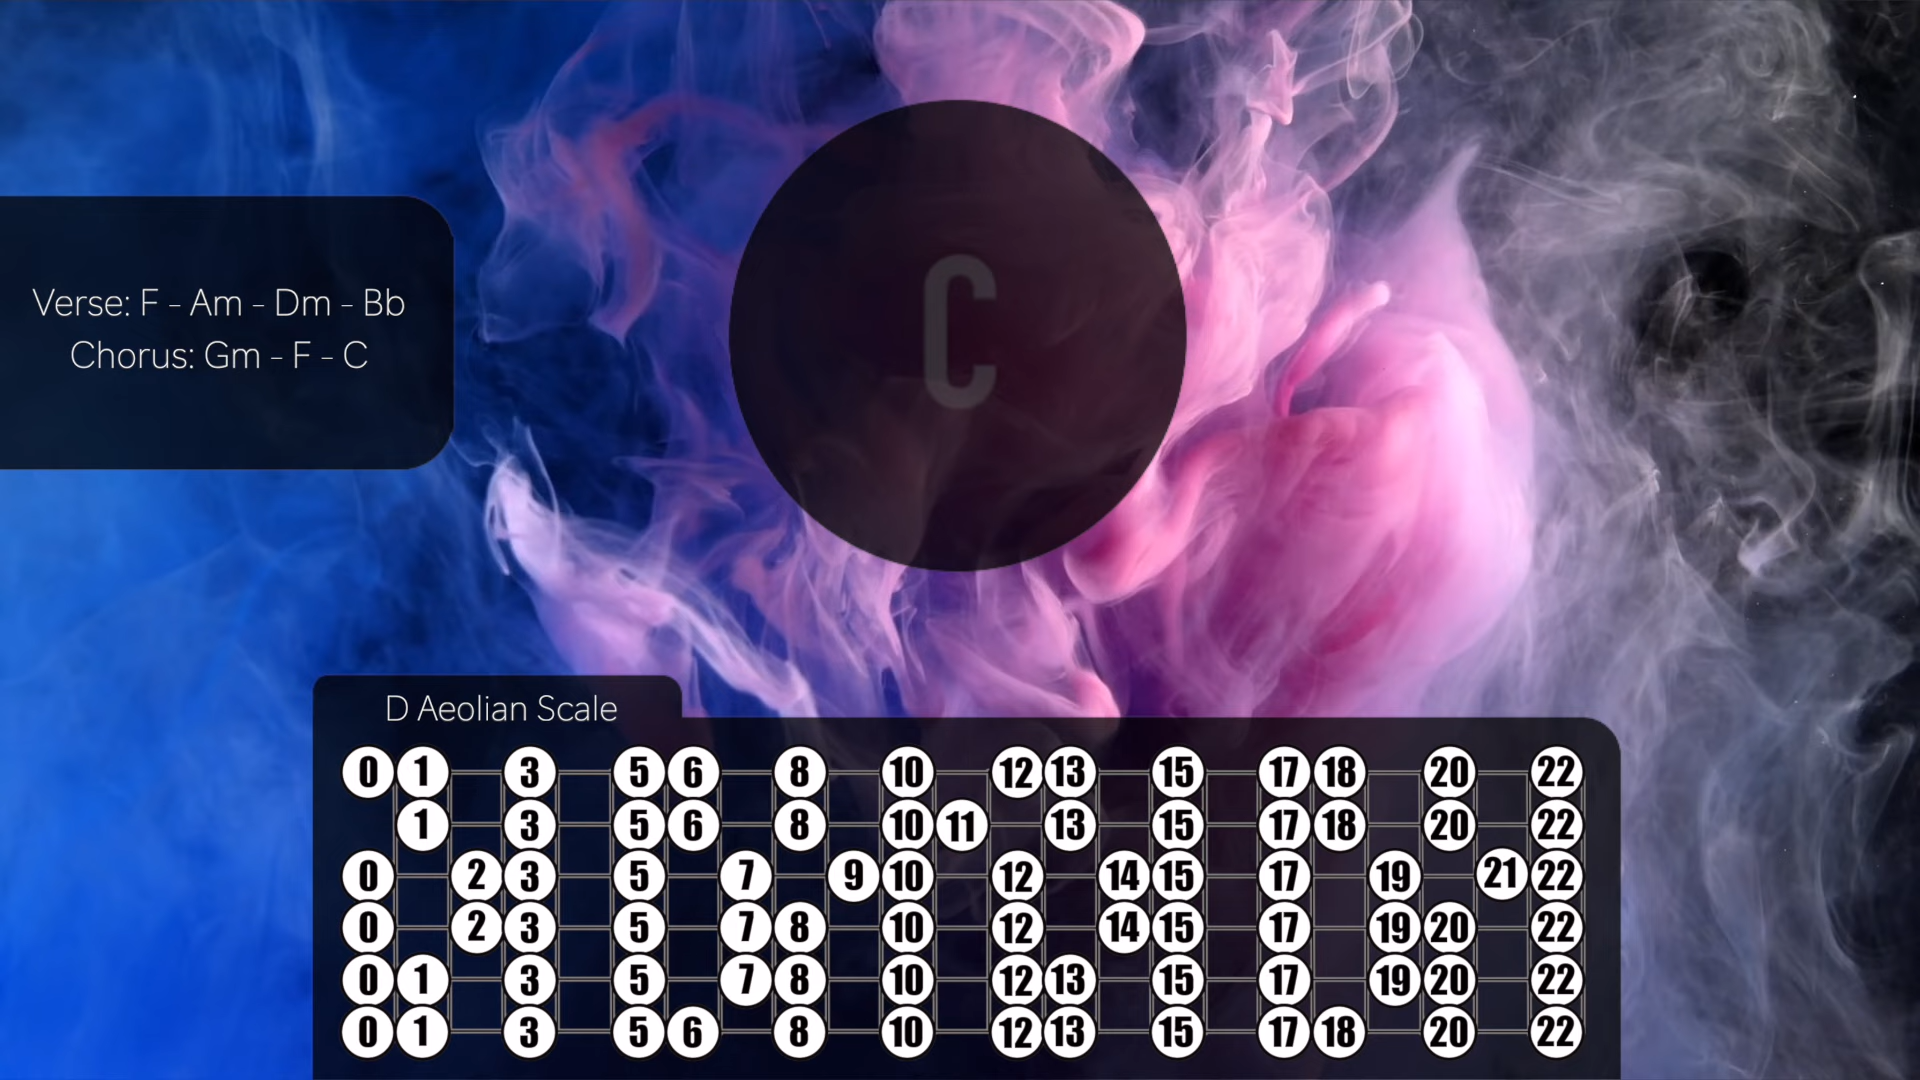 C
Verse: F - Am - Dm - Bb
Chorus: Gm - F - C
D Aeolian Scale
0 1 3 5 6 8 10 12 13 15 17 18 20 22
1 3 5 6 8 10 11 13 15 17 18 20 22
0 2 3 5 7 9 10 12 14 15 17 19 21 22
0 2 3 5 7 8 10 12 14 15 17 19 20 22
0 1 3 5 7 8 10 12 13 15 17 19 20 22
0 1 3 5 6 8 10 12 13 15 17 18 20 22